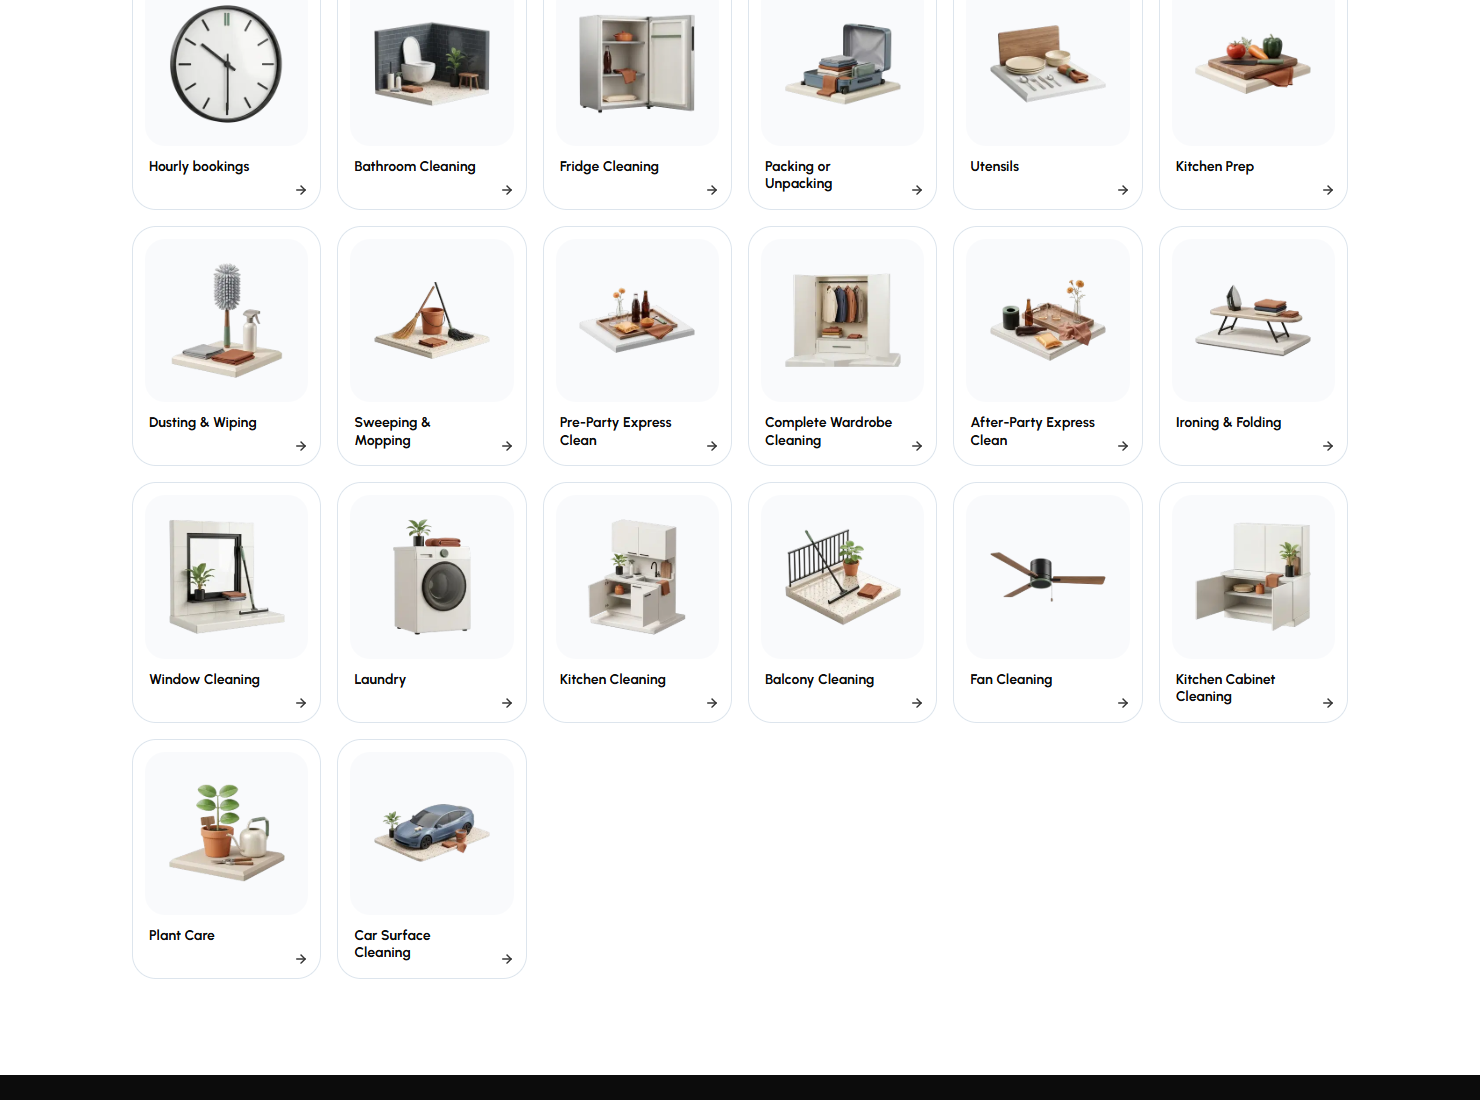 Hourly bookings
Bathroom Cleaning
Fridge Cleaning
Packing or
Unpacking
Utensils
Kitchen Prep
Dusting & Wiping
Sweeping &
Mopping
Pre-Party Express
Clean
Complete Wardrobe
Cleaning
After-Party Express
Clean
Ironing & Folding
Window Cleaning
Laundry
Kitchen Cleaning
Balcony Cleaning
Fan Cleaning
Kitchen Cabinet
Cleaning
Plant Care
Car Surface
Cleaning